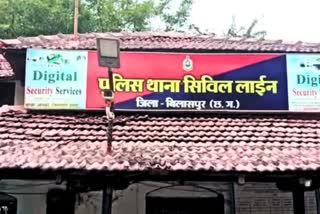 Digital
Security Services
पुलिस थाना सिविल लाईन
जिला - बिलासपुर (छ.ग.)
Digital
Security Services